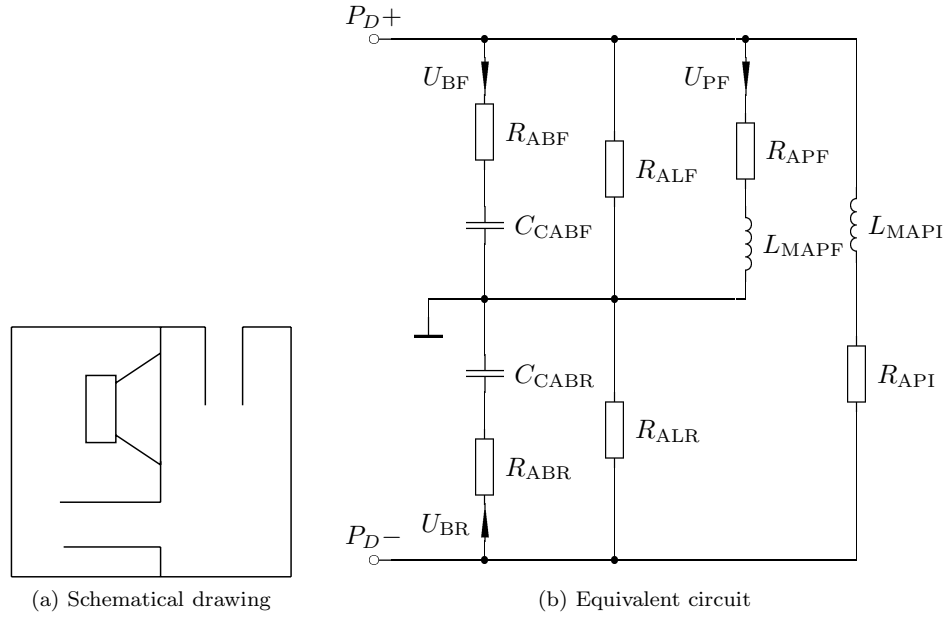 P_D+
U_BF
U_PF
R_ABF
R_APF
R_ALF
C_CABF
L_MAPF
L_MAPI
C_CABR
R_API
R_ALR
R_ABR
U_BR
P_D−
(a) Schematical drawing
(b) Equivalent circuit